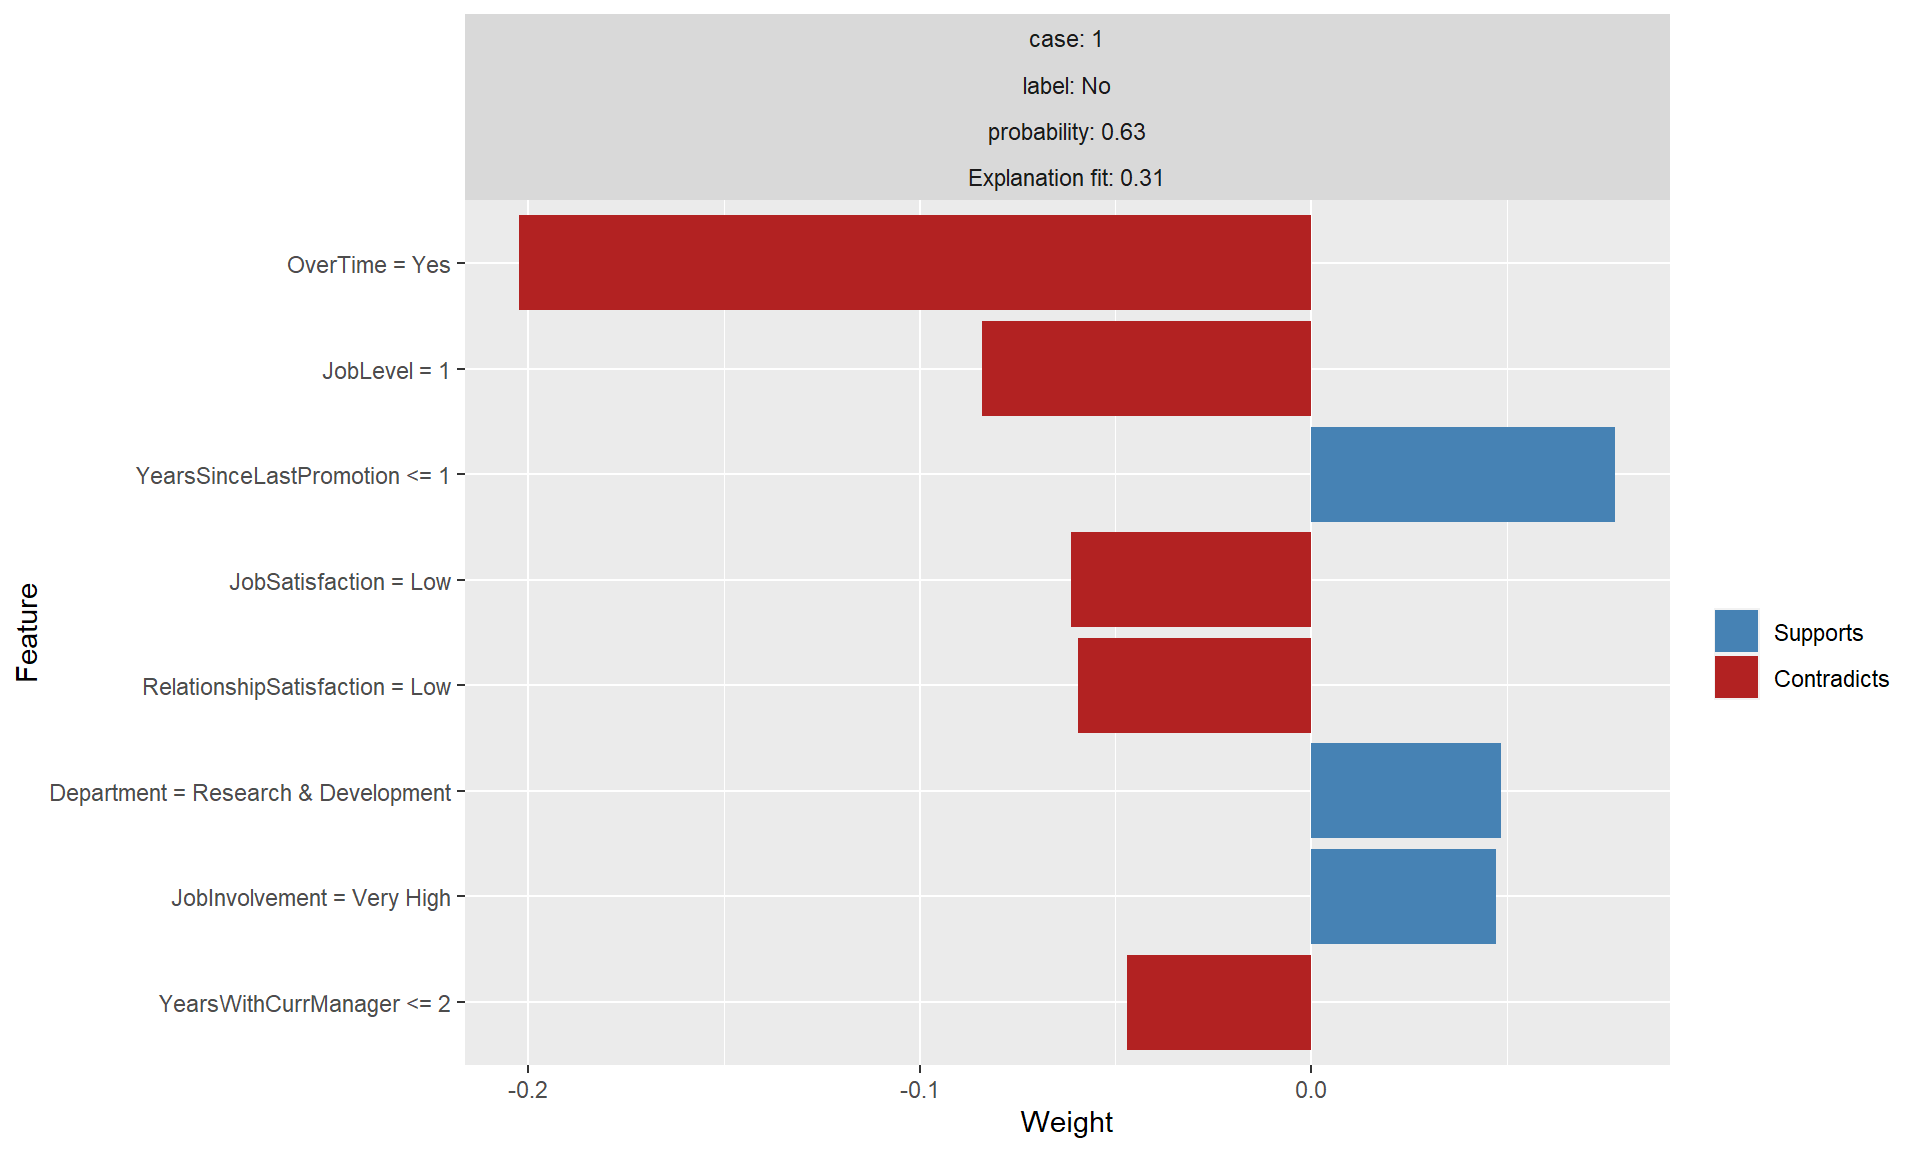 case: 1
label: No
probability: 0.63
Explanation fit: 0.31
OverTime = Yes
JobLevel = 1
YearsSinceLastPromotion <= 1
JobSatisfaction = Low
RelationshipSatisfaction = Low
Department = Research & Development
JobInvolvement = Very High
YearsWithCurrManager <= 2
Feature
-0.2
-0.1
0.0
Weight
Supports
Contradicts